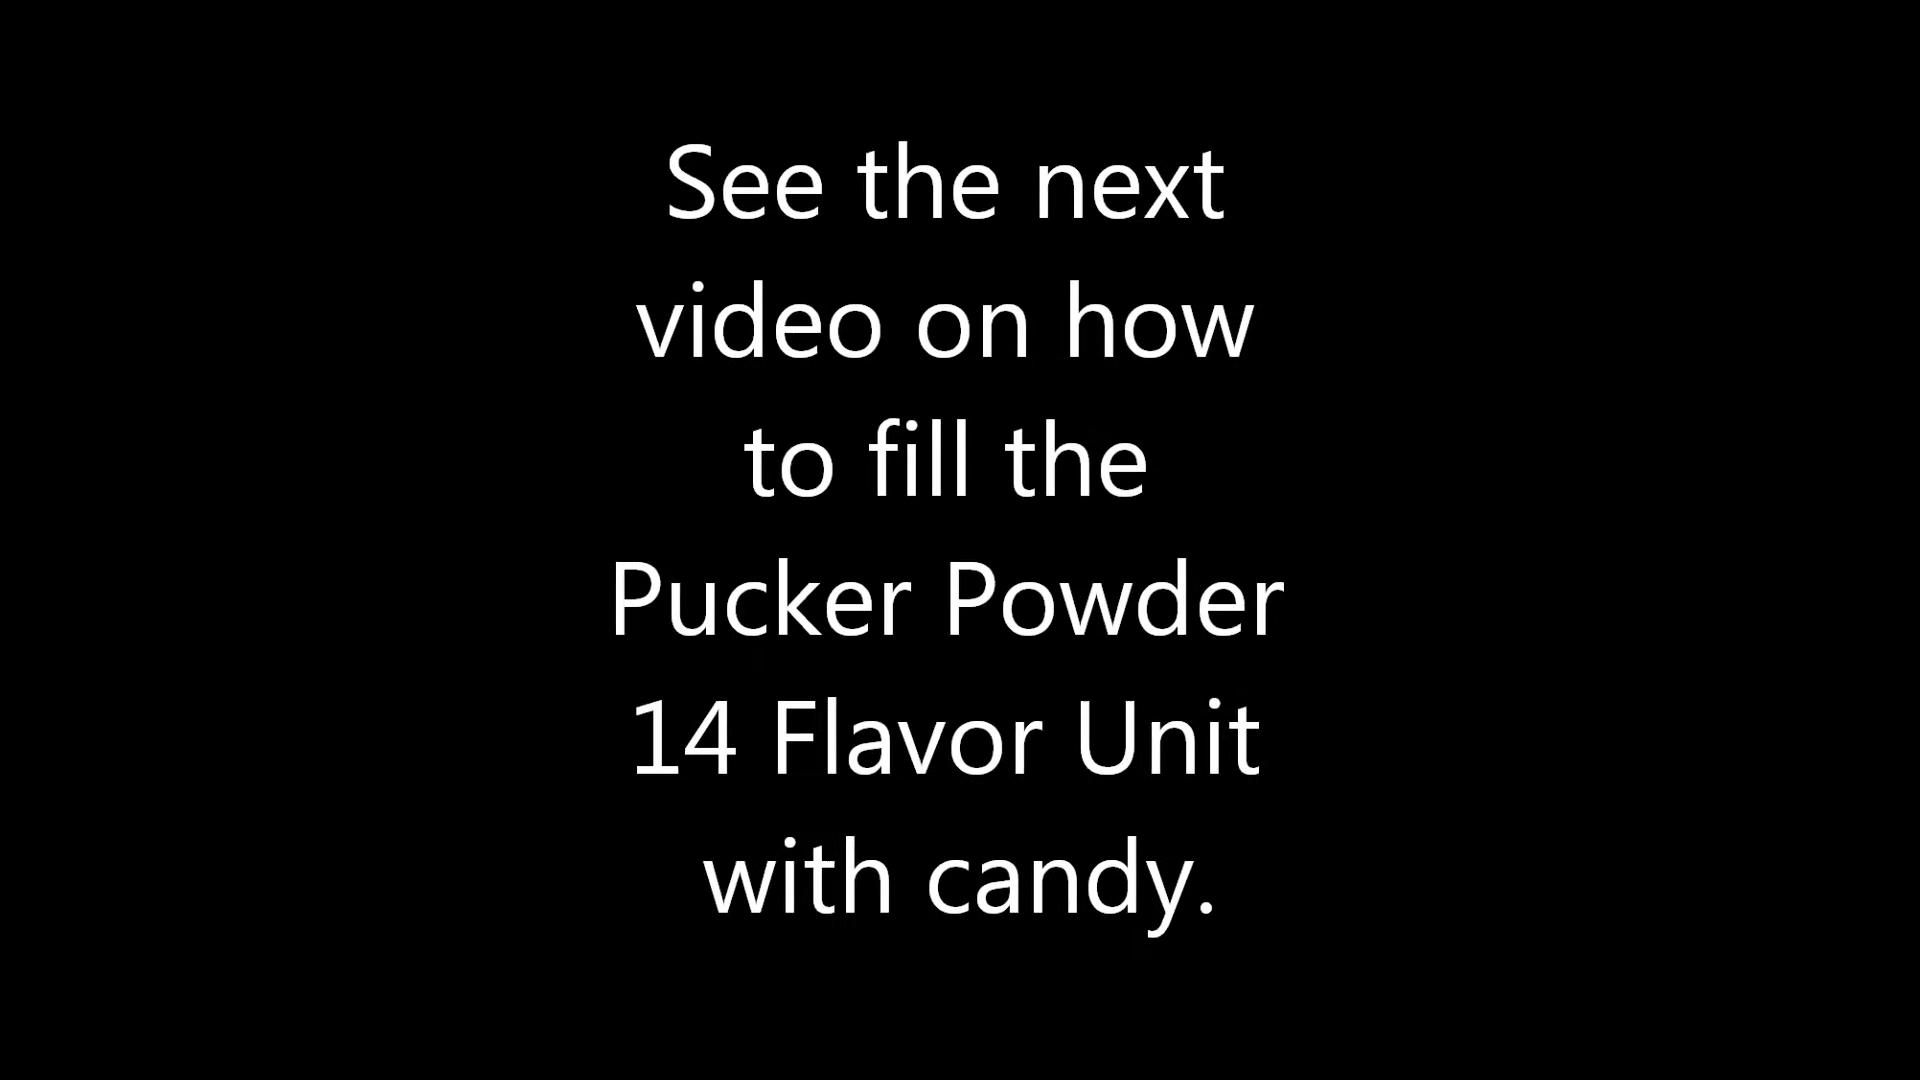 See the next
video on how
to fill the
Pucker Powder
14 Flavor Unit
with candy.